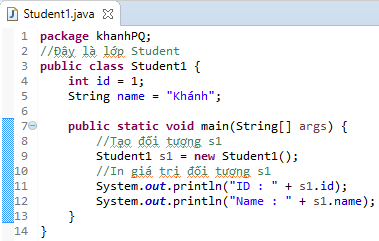 Student1.java
1 package khanhPQ;
2 //Đây là lớp Student
3 public class Student1 {
4 int id = 1;
5 String name = "Khánh";
6
7 public static void main(String[] args) {
8 //Tạo đối tượng s1
9 Student1 s1 = new Student1();
10 //In giá trị đối tượng s1
11 System.out.println("ID : " + s1.id);
12 System.out.println("Name : " + s1.name);
13 }
14 }